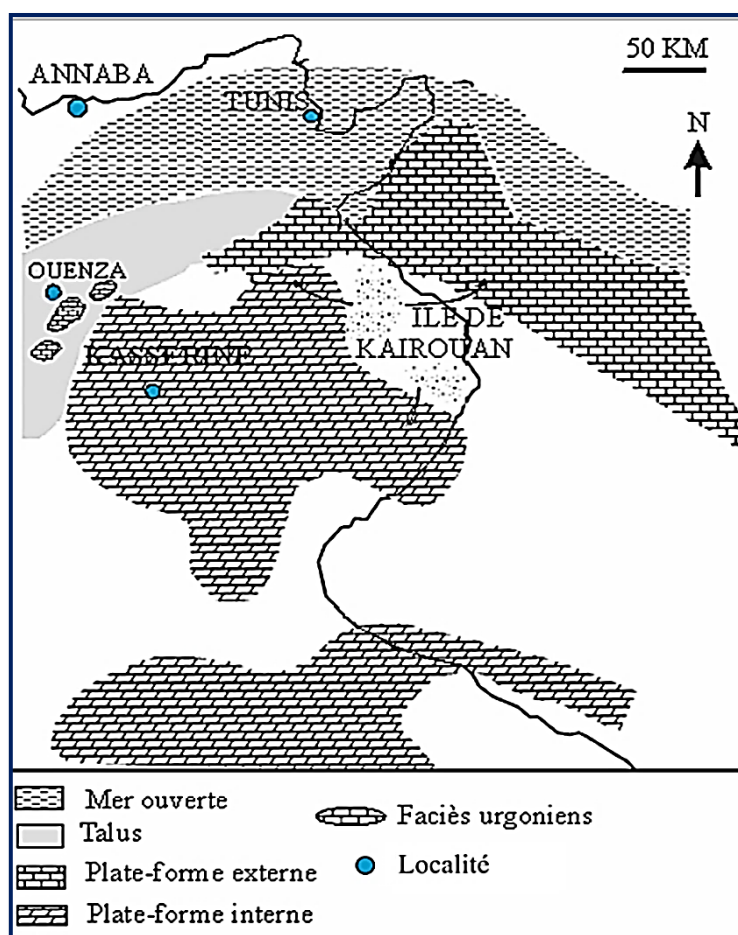 50 KM
ANNABA
TUNIS
N
OUENZA
ILE DE
KAIROUAN
KASSERINE
Mer ouverte
Talus
Plate-forme externe
Plate-forme interne
Faciès urgoniens
Localité